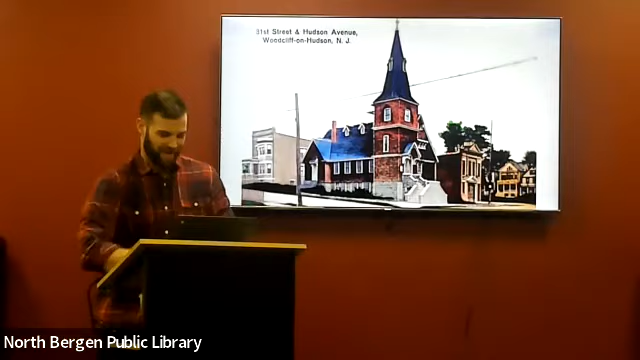 31st Street & Hudson Avenue,
Woodcliff-on-Hudson, N. J.
North Bergen Public Library